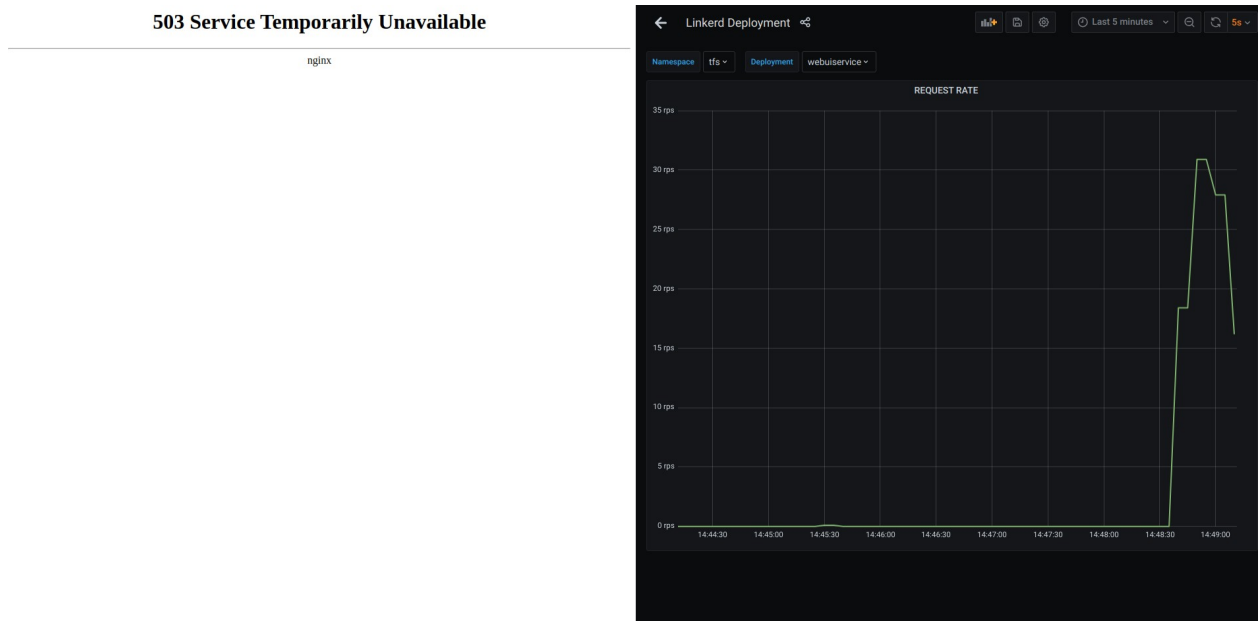 503 Service Temporarily Unavailable
nginx
Linkerd Deployment
Last 5 minutes
5s
Namespace
tfs
Deployment
webuiservice
REQUEST RATE
35 rps
30 rps
25 rps
20 rps
15 rps
10 rps
5 rps
0 rps
14:44:30 14:45:00 14:45:30 14:46:00 14:46:30 14:47:00 14:47:30 14:48:00 14:48:30 14:49:00